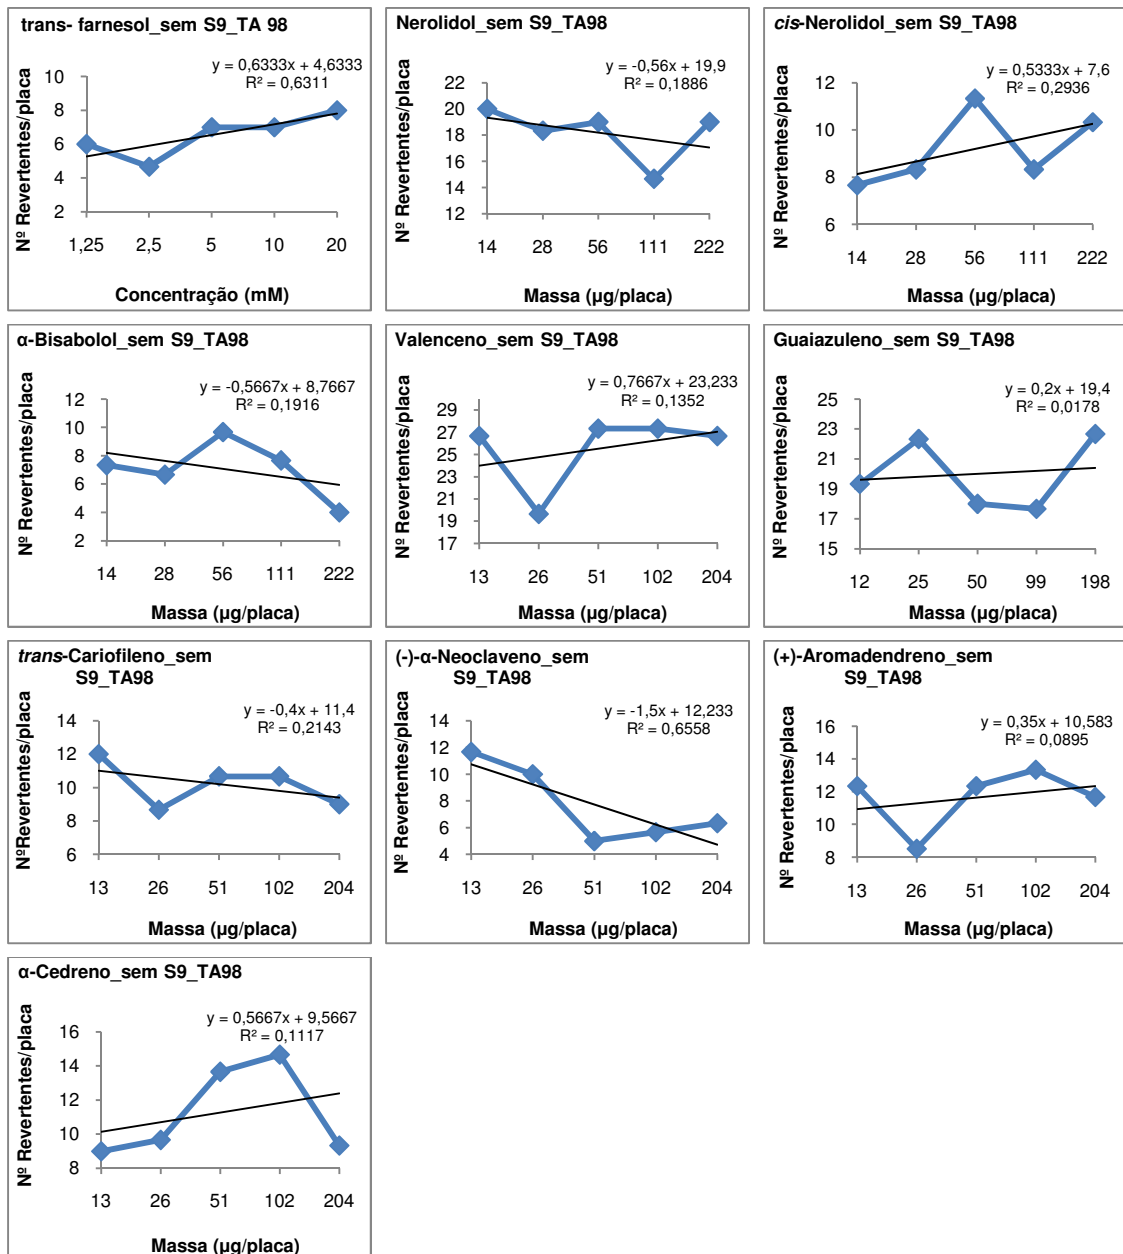 trans- farnesol_sem S9_TA 98
y = 0,6333x + 4,6333
R² = 0,6311
Nº Revertentes/placa
10
8
6
4
2
1,25 2,5 5 10 20
Concentração (mM)
Nerolidol_sem S9_TA98
y = -0,56x + 19,9
R² = 0,1886
Nº Revertentes/placa
22
20
18
16
14
12
14 28 56 111 222
Massa (µg/placa)
cis-Nerolidol_sem S9_TA98
y = 0,5333x + 7,6
R² = 0,2936
Nº Revertentes/placa
12
10
8
6
14 28 56 111 222
Massa (µg/placa)
α-Bisabolol_sem S9_TA98
y = -0,5667x + 8,7667
R² = 0,1916
Nº Revertentes/placa
12
10
8
6
4
2
14 28 56 111 222
Massa (µg/placa)
Valenceno_sem S9_TA98
y = 0,7667x + 23,233
R² = 0,1352
Nº Revertentes/placa
29
27
25
23
21
19
17
13 26 51 102 204
Massa (µg/placa)
Guaiazuleno_sem S9_TA98
y = 0,2x + 19,4
R² = 0,0178
Nº Revertentes/placa
25
23
21
19
17
15
12 25 50 99 198
Massa (µg/placa)
trans-Cariofileno_sem
S9_TA98
y = -0,4x + 11,4
R² = 0,2143
NºRevertentes/placa
14
12
10
8
6
13 26 51 102 204
Massa (µg/placa)
(-)-α-Neoclaveno_sem
S9_TA98
y = -1,5x + 12,233
R² = 0,6558
Nº Revertentes/placa
14
12
10
8
6
4
13 26 51 102 204
Massa (µg/placa)
(+)-Aromadendreno_sem
S9_TA98
y = 0,35x + 10,583
R² = 0,0895
Nº Revertentes/placa
16
14
12
10
8
13 26 51 102 204
Massa (µg/placa)
α-Cedreno_sem S9_TA98
y = 0,5667x + 9,5667
R² = 0,1117
Nº Revertentes/placa
16
14
12
10
8
13 26 51 102 204
Massa (µg/placa)